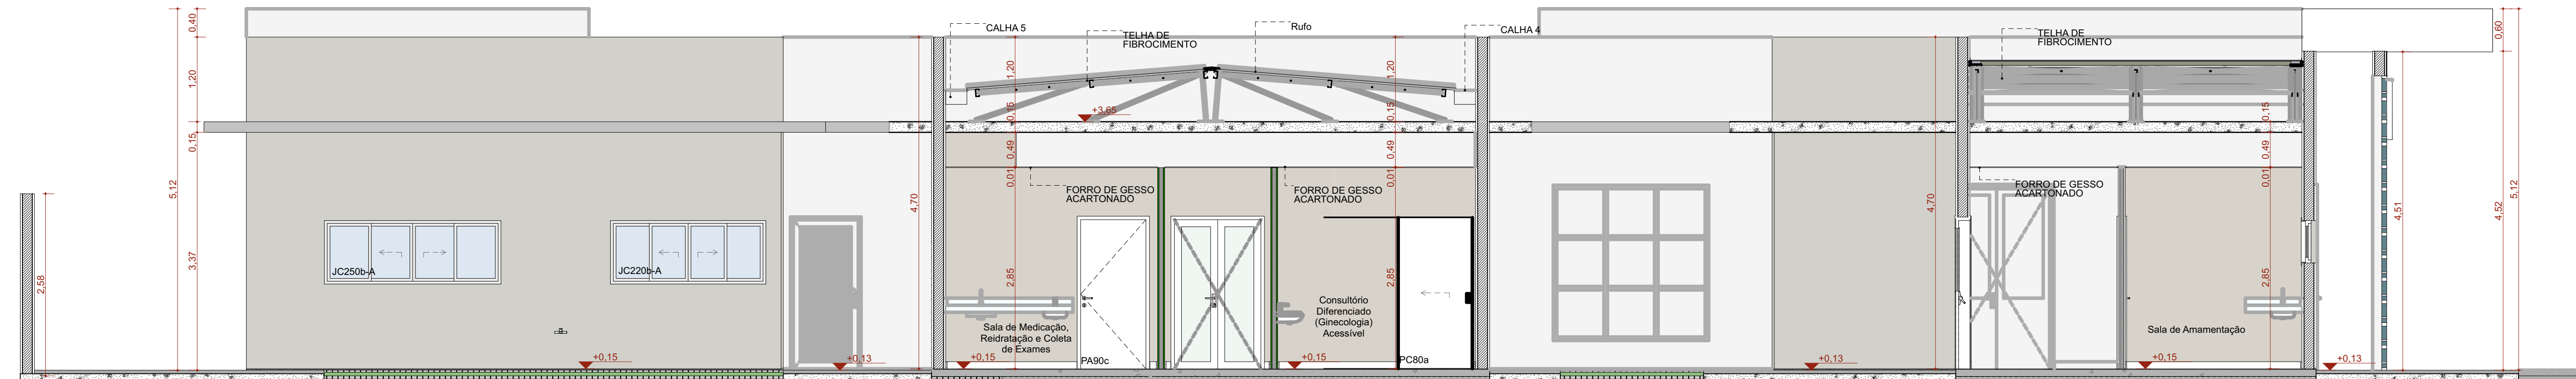 0,40
1,20
0,15
5,12
3,37
2,58
JC250b-A
JC220b-A
+0,15
+0,13
4,70
CALHA 5
TELHA DE
FIBROCIMENTO
Rufo
CALHA 4
1,20
0,15
+3,65
0,49
0,01
2,85
FORRO DE GESSO
ACARTONADO
Sala de Medicação,
Reidratação e Coleta
de Exames
+0,15
PA90c
1,20
0,15
0,49
0,01
2,85
FORRO DE GESSO
ACARTONADO
Consultório
Diferenciado
(Ginecologia)
Acessível
+0,15
PC80a
+0,13
4,70
TELHA DE
FIBROCIMENTO
FORRO DE GESSO
ACARTONADO
0,15
0,49
0,01
2,85
Sala de Amamentação
+0,15
+0,13
4,51
0,60
4,52
5,12